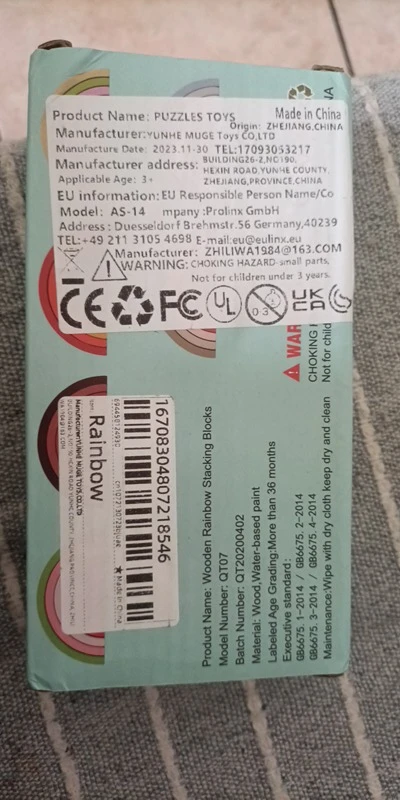 Product Name: PUZZLES TOYS
Made in China
Origin: ZHEJIANG,CHINA
Manufacturer:YUNHE MUGE Toys CO,LTD
Manufacture Date: 2023.11-30 TEL:17093053217
Manufacturer address: BUILDING26-2,NO190,
HEXIN ROAD,YUNHE COUNTY,
Applicable Age: 3+
ZHEJIANG,PROVINCE,CHINA
EU information:EU Responsible Person Name/Co
Model: AS-14 mpany:Prolinx GmbH
Address: Duesseldorf Brehmstr.56 Germany,40239
TEL:+49 211 3105 4698 E-mail:eu@eulinx.eu
Manufacturer: ZHILIWA1984@163.COM
WARNING: CHOKING HAZARD-small parts,
Not for children under 3 years.
CE FC UL 0-3 UK CA
WAR
CHOKING
Not for child
1670830480721 8546
Rainbow
Made in China
Product Name: Wooden Rainbow Stacking Blocks
Model Number: QT07
Batch Number: QT20200402
Material: Wood,Water-based paint
Labeled Age Grading:More than 36 months
Executive standard:
GB6675. 1-2014 / GB6675. 2-2014
GB6675. 3-2014 / GB6675. 4-2014
Maintenance:Wipe with dry cloth keep dry and clean